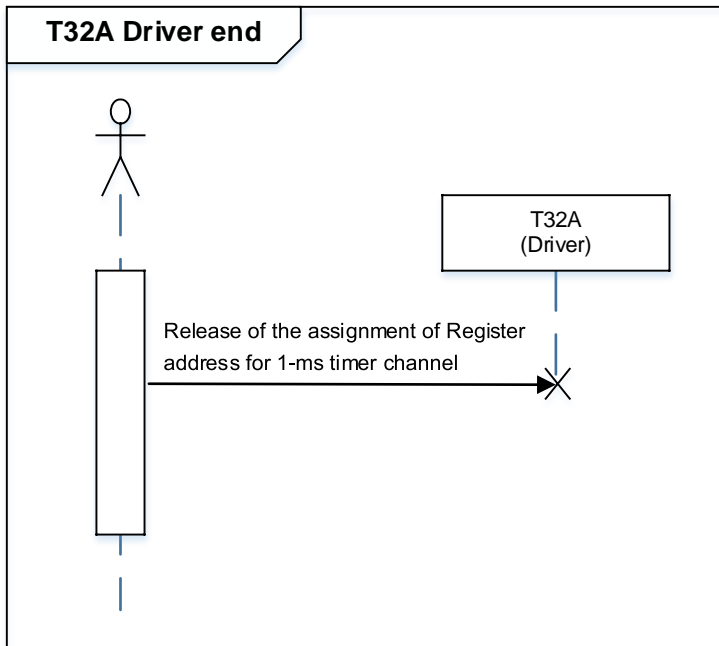 T32A Driver end
T32A
(Driver)
Release of the assignment of Register
address for 1-ms timer channel